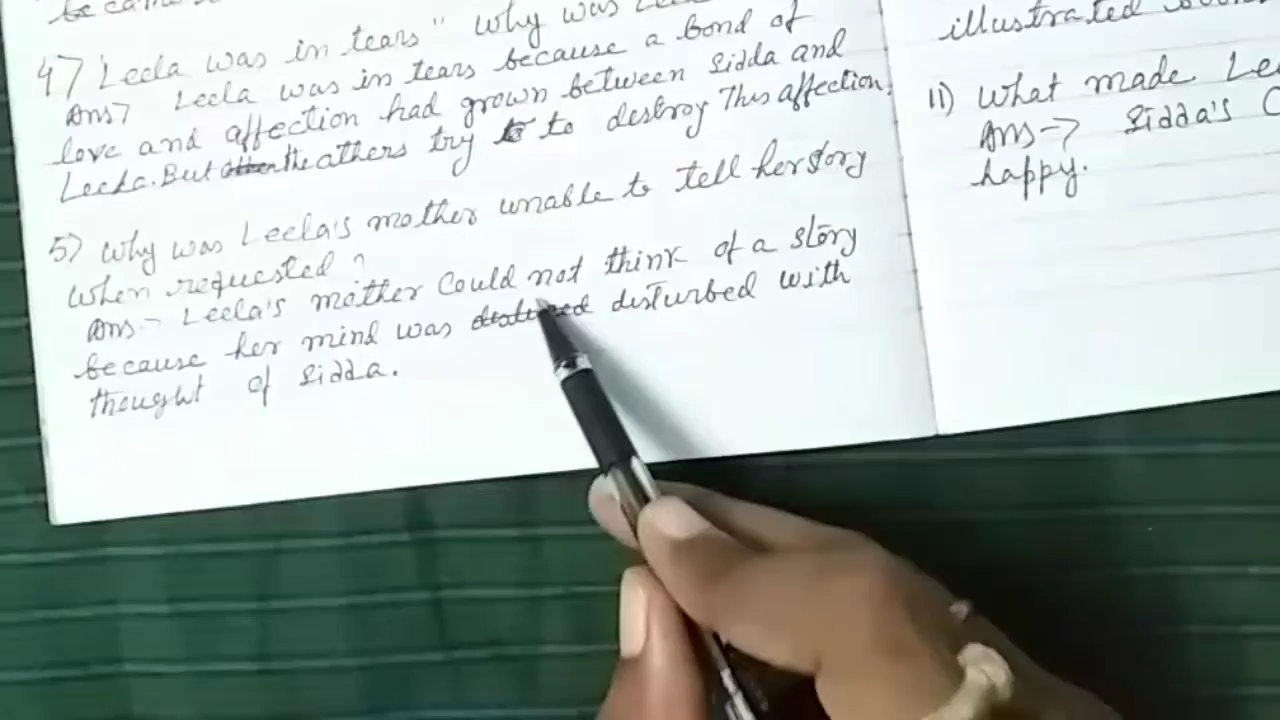 became
4) Leela was in tears" Why was
Ans> Leela was in tears because a bond of
love and affection had grown between Sidda and
Leela. But the athers try to to destroy This affection.
5) Why was Leela's mother unable to tell her story
When requested?
Ans:- Leela's mother Could not think of a story
because her mind was disturbed with
thought of Sidda.
illustrated
11) What made Le
Ans-> Sidda's C
happy.